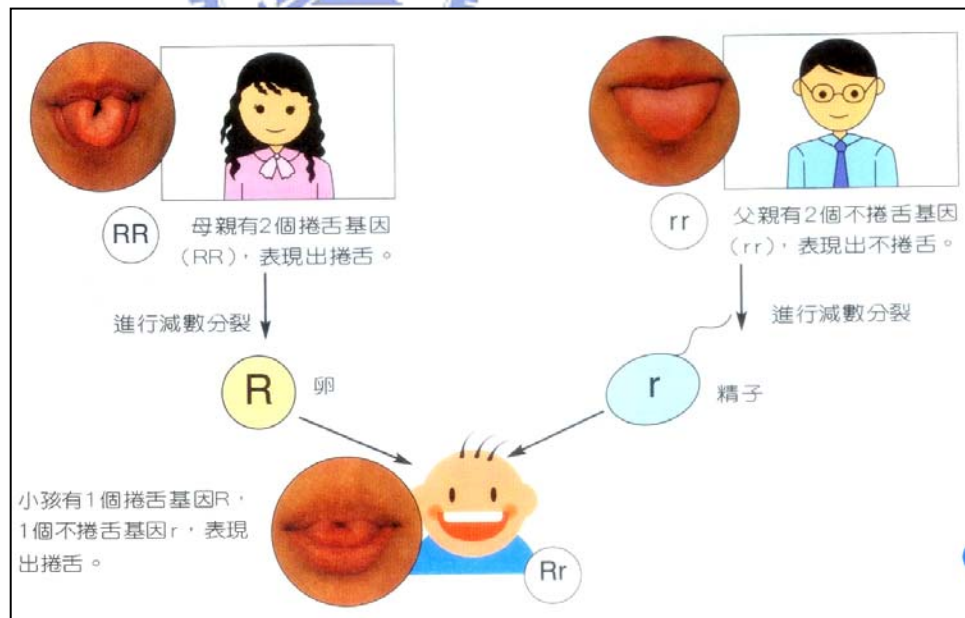 RR
母親有2個捲舌基因
（RR），表現出捲舌。
rr
父親有2個不捲舌基因
（rr），表現出不捲舌。
進行減數分裂
進行減數分裂
R
卵
r
精子
小孩有1個捲舌基因R，
1個不捲舌基因r，表現
出捲舌。
Rr